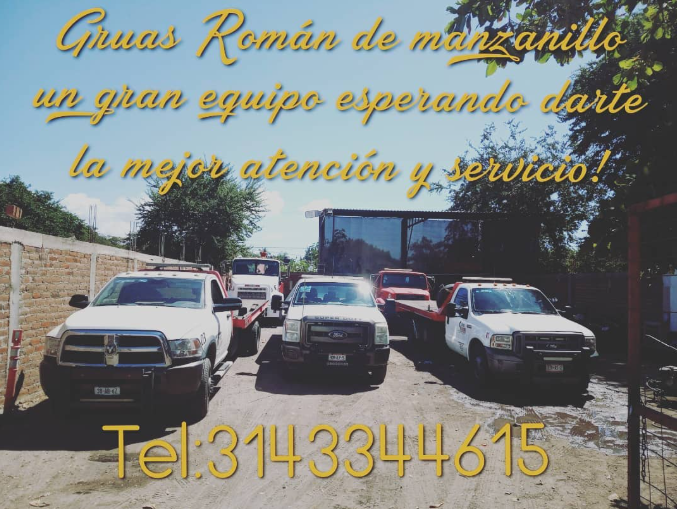 Gruas Román de manzanillo
un gran equipo esperando darte
la mejor atención y servicio!
Tel:3143344615